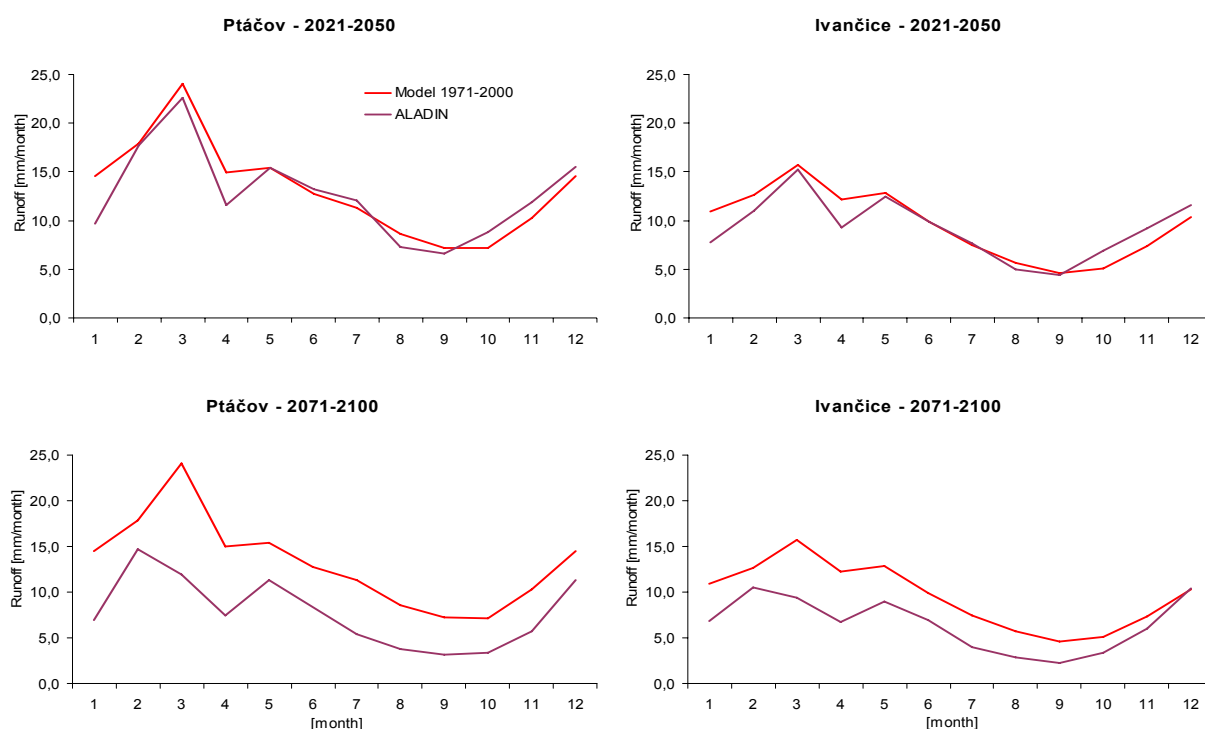 Ptáčov - 2021-2050
25,0
20,0
15,0
10,0
5,0
0,0
Runoff [mm/month]
Model 1971-2000
ALADIN
1 2 3 4 5 6 7 8 9 10 11 12
Ivančice - 2021-2050
25,0
20,0
15,0
10,0
5,0
0,0
Runoff [mm/month]
1 2 3 4 5 6 7 8 9 10 11 12
Ptáčov - 2071-2100
25,0
20,0
15,0
10,0
5,0
0,0
Runoff [mm/month]
1 2 3 4 5 6 7 8 9 10 11 12
[month]
Ivančice - 2071-2100
25,0
20,0
15,0
10,0
5,0
0,0
Runoff [mm/month]
1 2 3 4 5 6 7 8 9 10 11 12
[month]